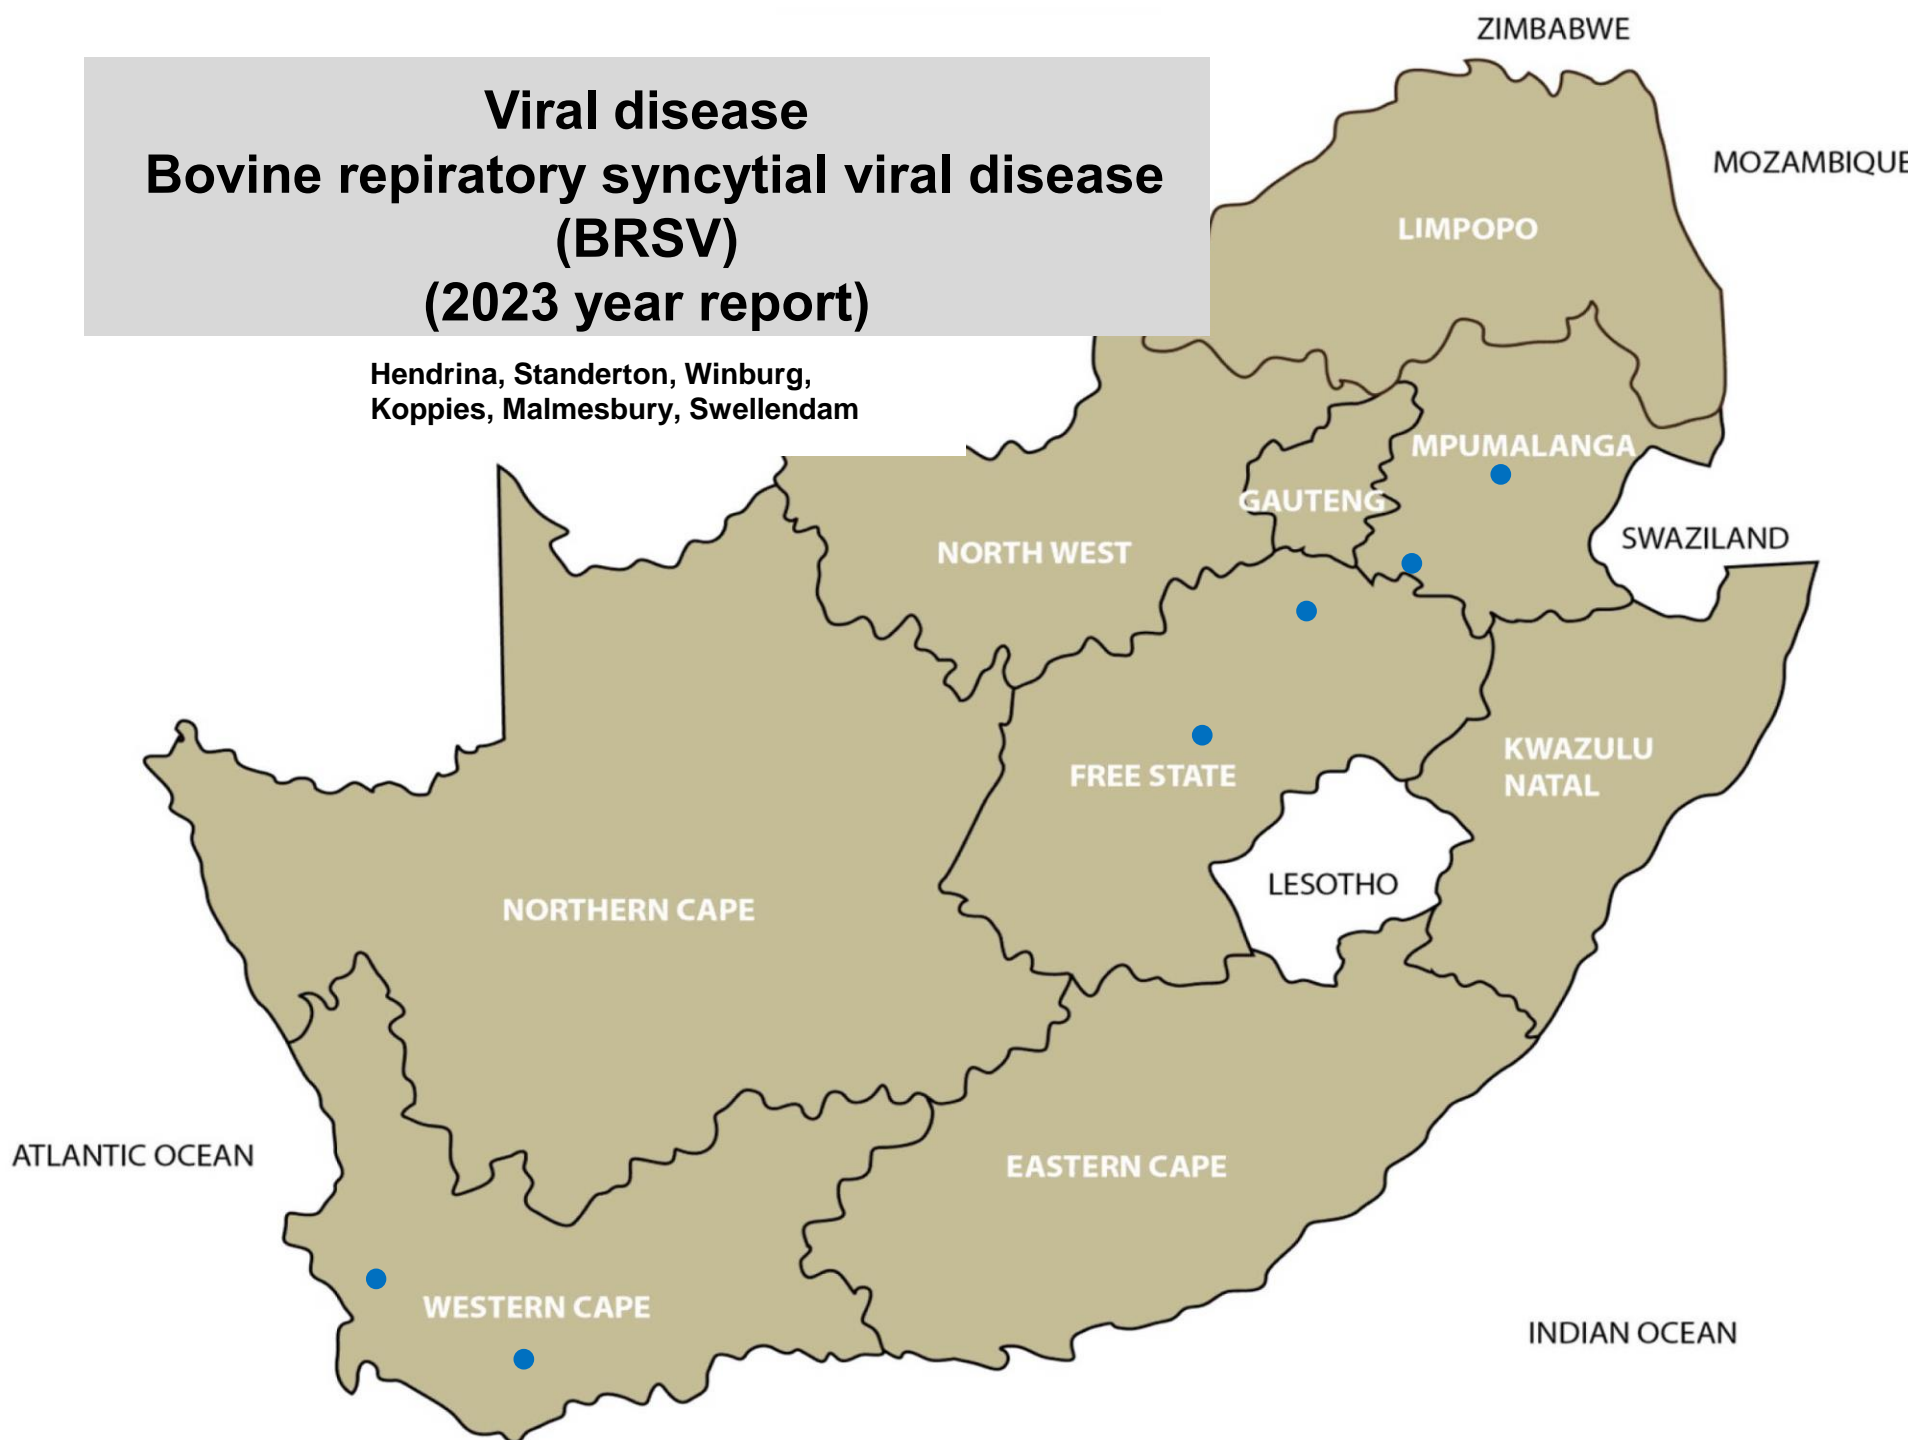 ZIMBABWE
Viral disease
Bovine repiratory syncytial viral disease
(BRSV)
(2023 year report)
MOZAMBIQUE
LIMPOPO
Hendrina, Standerton, Winburg,
Koppies, Malmesbury, Swellendam
MPUMALANGA
GAUTENG
SWAZILAND
NORTH WEST
KWAZULU
NATAL
FREE STATE
LESOTHO
NORTHERN CAPE
ATLANTIC OCEAN
EASTERN CAPE
WESTERN CAPE
INDIAN OCEAN